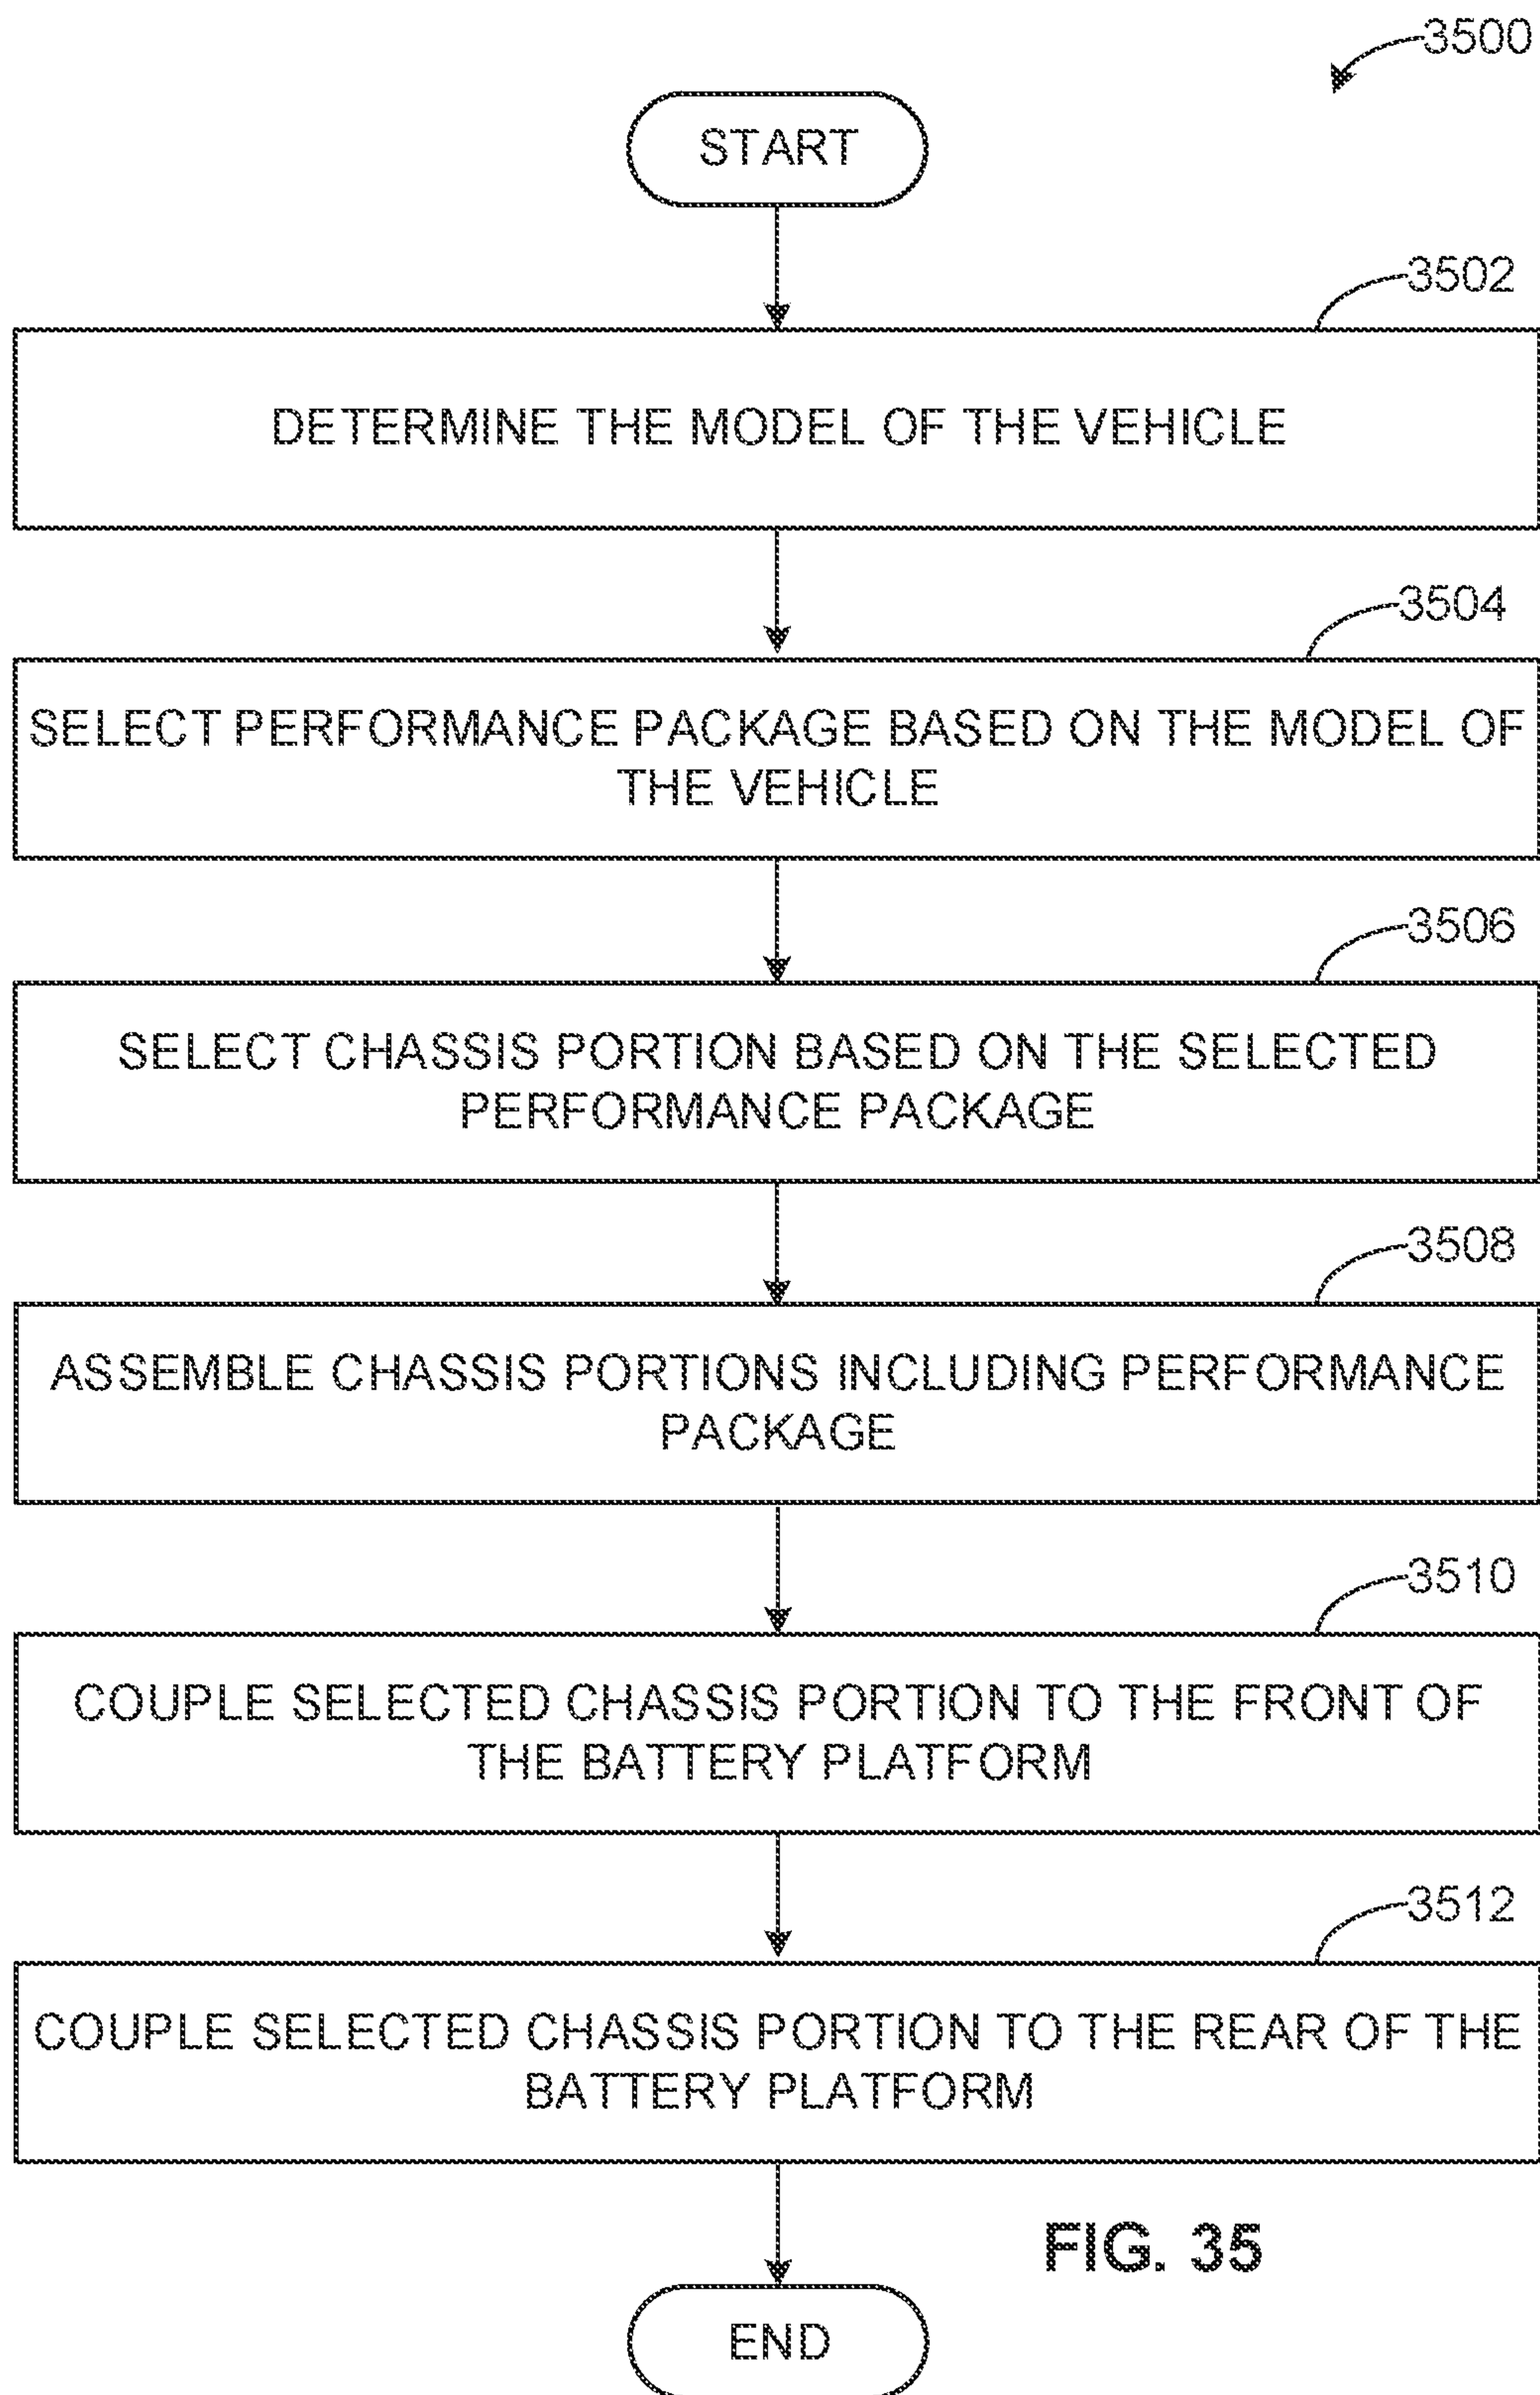 3500
START
3502
DETERMINE THE MODEL OF THE VEHICLE
3504
SELECT PERFORMANCE PACKAGE BASED ON THE MODEL OF
THE VEHICLE
3506
SELECT CHASSIS PORTION BASED ON THE SELECTED
PERFORMANCE PACKAGE
3508
ASSEMBLE CHASSIS PORTIONS INCLUDING PERFORMANCE
PACKAGE
3510
COUPLE SELECTED CHASSIS PORTION TO THE FRONT OF
THE BATTERY PLATFORM
3512
COUPLE SELECTED CHASSIS PORTION TO THE REAR OF THE
BATTERY PLATFORM
FIG. 35
END